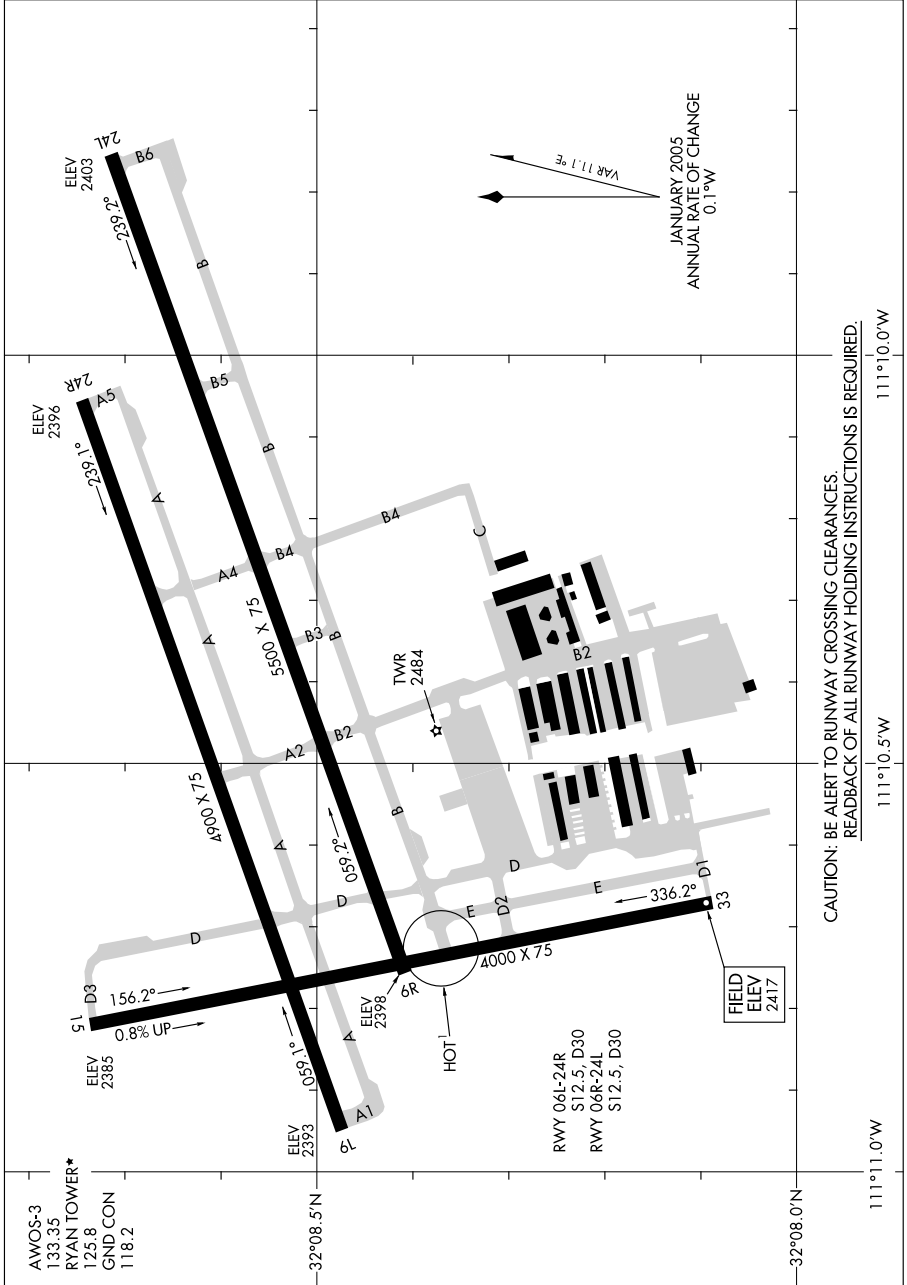 AWOS-3
133.35
RYAN TOWER★
125.8
GND CON
118.2
ELEV
2403
24L
239.2°
B6
B
ELEV
2396
24R
239.1°
A5
A
B5
B
VAR 11.1°E
JANUARY 2005
ANNUAL RATE OF CHANGE
0.1°W
A4
B4
B4
C
A
5500 X 75
B3
B
TWR
2484
B2
A2
B2
4900 X 75
A
059.2°
B
D
D
D
E
E
D2
D1
336.2°
33
D3
15
156.2°
0.8% UP
ELEV
2385
ELEV
2398
6R
4000 X 75
HOT¹
FIELD
ELEV
2417
059.1°
A
A1
6L
ELEV
2393
RWY 06L-24R
S12.5, D30
RWY 06R-24L
S12.5, D30
32°08.5'N
32°08.0'N
111°11.0'W
111°10.5'W
111°10.0'W
CAUTION: BE ALERT TO RUNWAY CROSSING CLEARANCES.
READBACK OF ALL RUNWAY HOLDING INSTRUCTIONS IS REQUIRED.